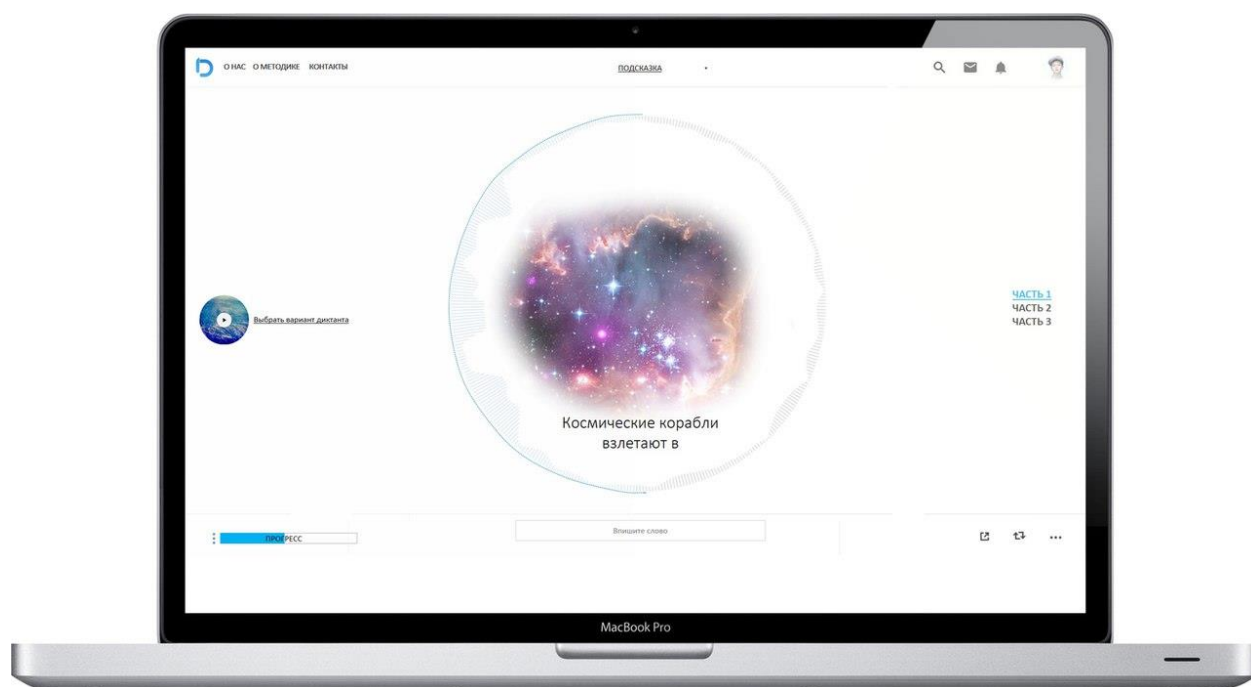 О НАС О МЕТОДИКЕ КОНТАКТЫ
ПОДСКАЗКА
Выбрать вариант диктанта
ЧАСТЬ 1
ЧАСТЬ 2
ЧАСТЬ 3
Космические корабли
взлетают в
Впишите слово
ПРОГРЕСС
MacBook Pro